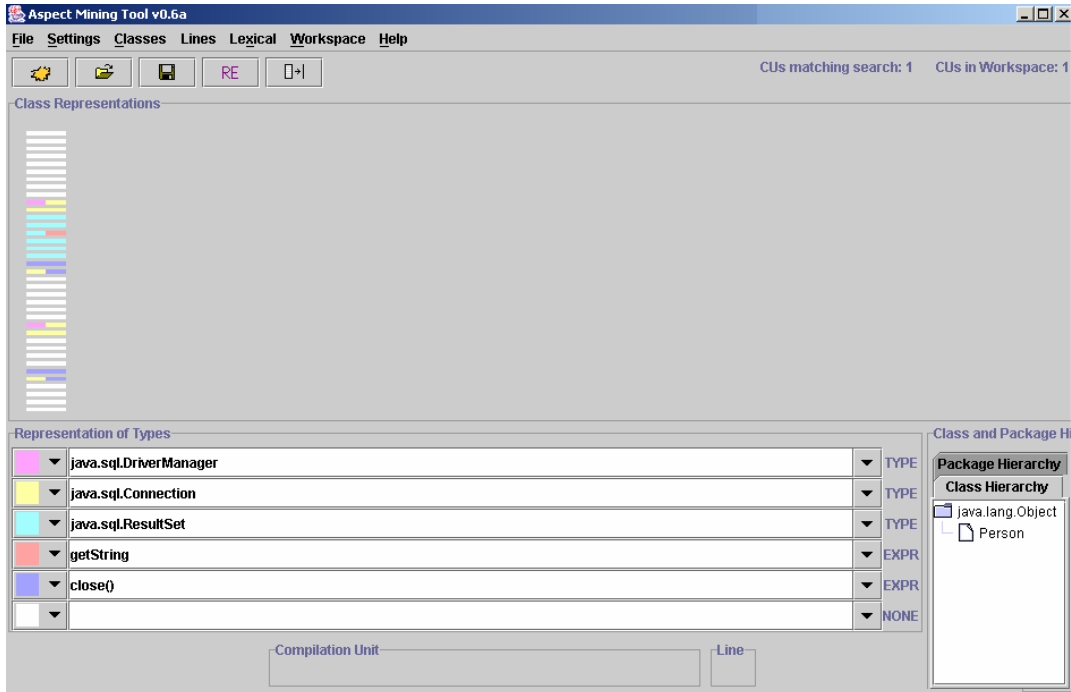 Aspect Mining Tool v0.6a
File Settings Classes Lines Lexical Workspace Help
RE
CUs matching search: 1 CUs in Workspace: 1
Class Representations
Representation of Types
java.sql.DriverManager TYPE
java.sql.Connection TYPE
java.sql.ResultSet TYPE
getString EXPR
close() EXPR
NONE
Class and Package Hi
Package Hierarchy
Class Hierarchy
java.lang.Object
Person
Compilation Unit
Line